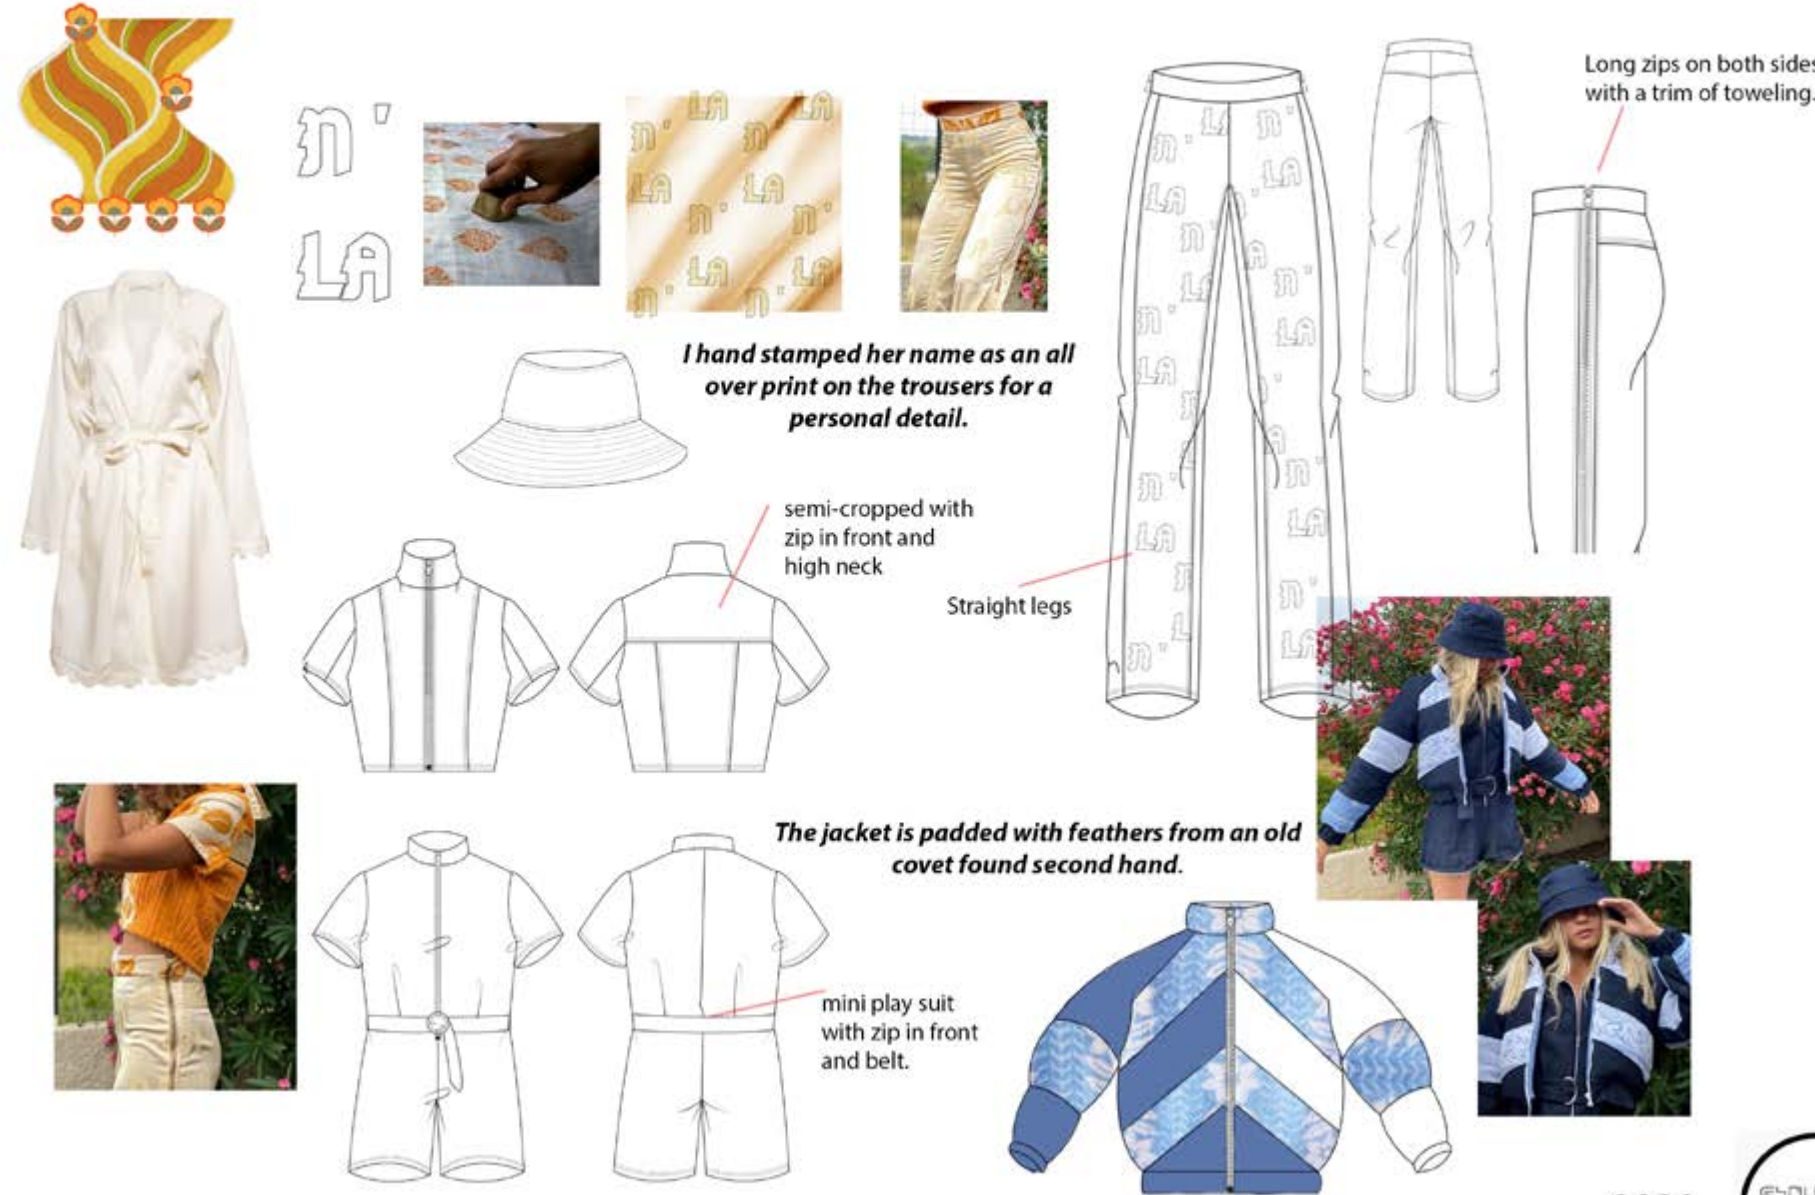 Long zips on both sides
with a trim of toweling.
n'
LA
I hand stamped her name as an all
over print on the trousers for a
personal detail.
semi-cropped with
zip in front and
high neck
Straight legs
The jacket is padded with feathers from an old
covet found second hand.
mini play suit
with zip in front
and belt.